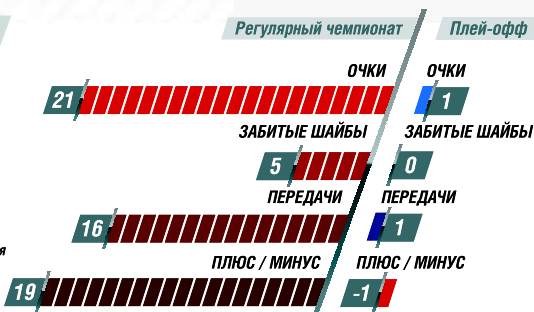 Регулярный чемпионат Плей-офф
ОЧКИ ОЧКИ
21 1
ЗАБИТЫЕ ШАЙБЫ ЗАБИТЫЕ ШАЙБЫ
5 0
ПЕРЕДАЧИ ПЕРЕДАЧИ
16 1
я
ПЛЮС / МИНУС ПЛЮС / МИНУС
19 -1